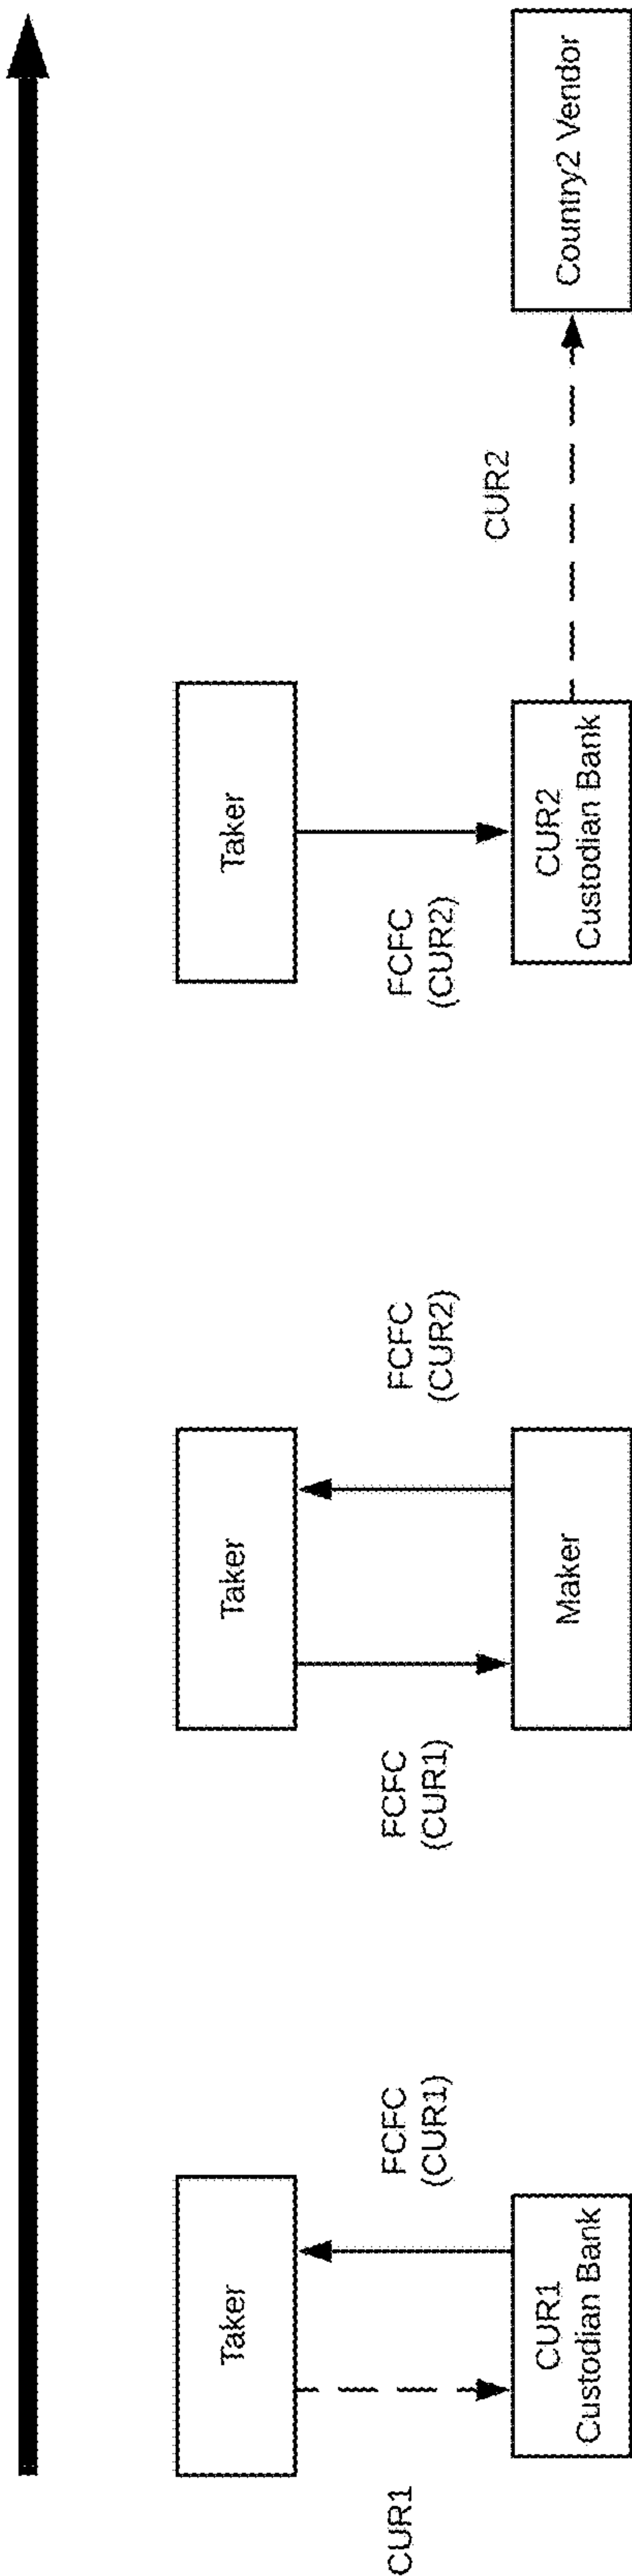 Taker
CUR1
FCFC
(CUR1)
CUR1
Custodian Bank
Taker
FCFC
(CUR1)
FCFC
(CUR2)
Maker
Taker
FCFC
(CUR2)
CUR2
Custodian Bank
CUR2
Country2 Vendor